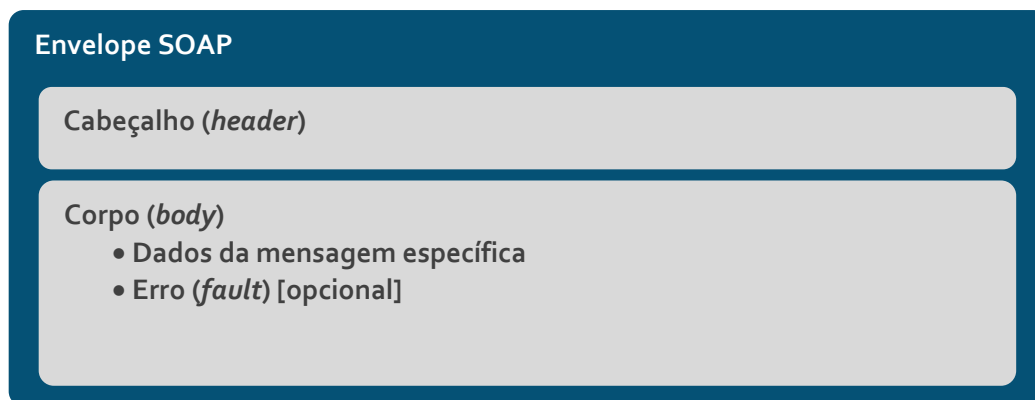 Envelope SOAP
Cabeçalho (header)
Corpo (body)
• Dados da mensagem específica
• Erro (fault) [opcional]